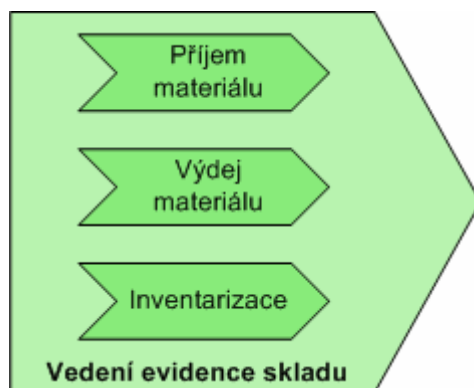 Příjem
materiálu
Výdej
materiálu
Inventarizace
Vedení evidence skladu